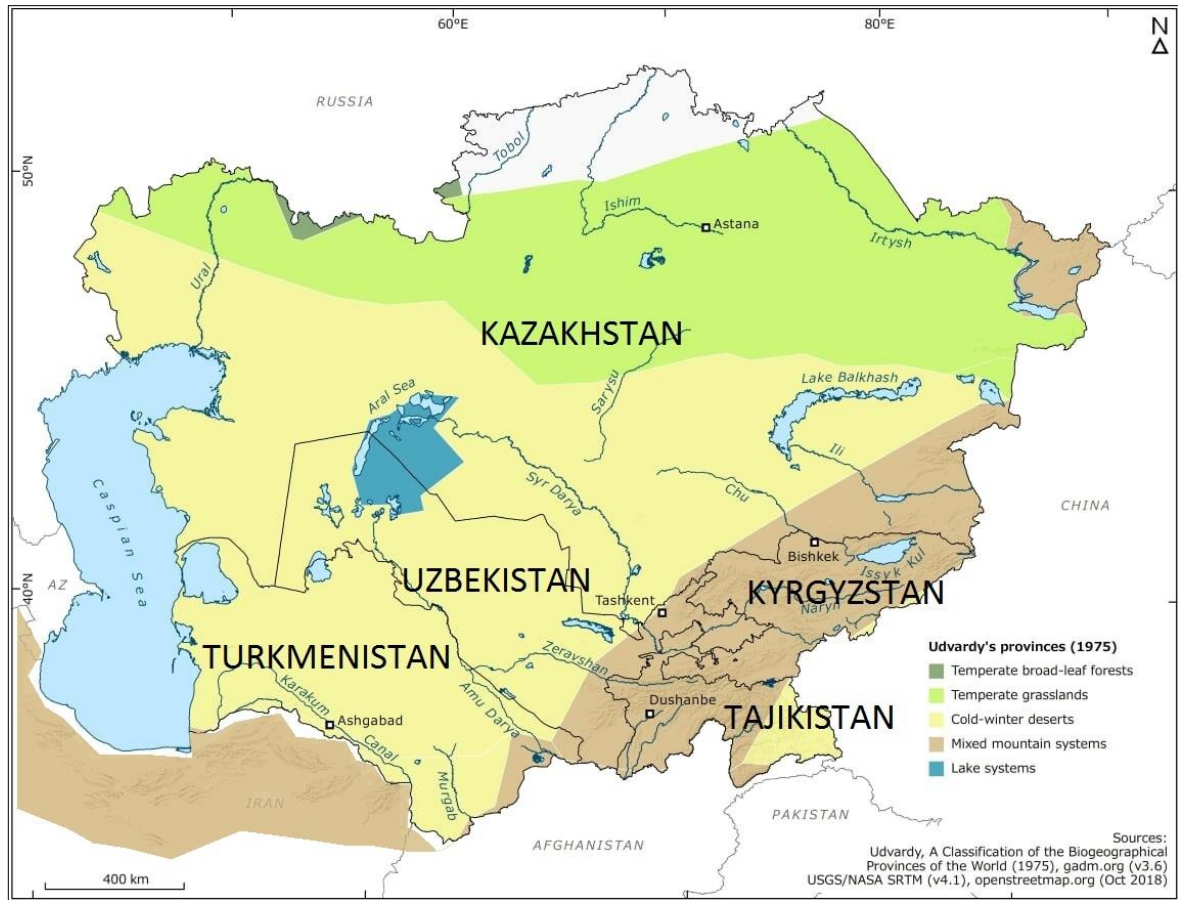 60°E
80°E
N
RUSSIA
Tobol
50°N
Ishim
Astana
Irtysh
Ural
KAZAKHSTAN
Sarysu
Lake Balkhash
Aral Sea
Ili
Syr Darya
Chu
CHINA
Caspian Sea
Bishkek
Issyk Kul
AZ
40°N
UZBEKISTAN
Tashkent
KYRGYZSTAN
Naryn
TURKMENISTAN
Zeravshan
Karakum Canal
Amu Darya
Dushanbe
TAJIKISTAN
Ashgabad
Murgab
IRAN
AFGHANISTAN
PAKISTAN
Udvardy's provinces (1975)
Temperate broad-leaf forests
Temperate grasslands
Cold-winter deserts
Mixed mountain systems
Lake systems
400 km
Sources:
Udvardy, A Classification of the Biogeographical
Provinces of the World (1975), gadm.org (v3.6)
USGS/NASA SRTM (v4.1), openstreetmap.org (Oct 2018)